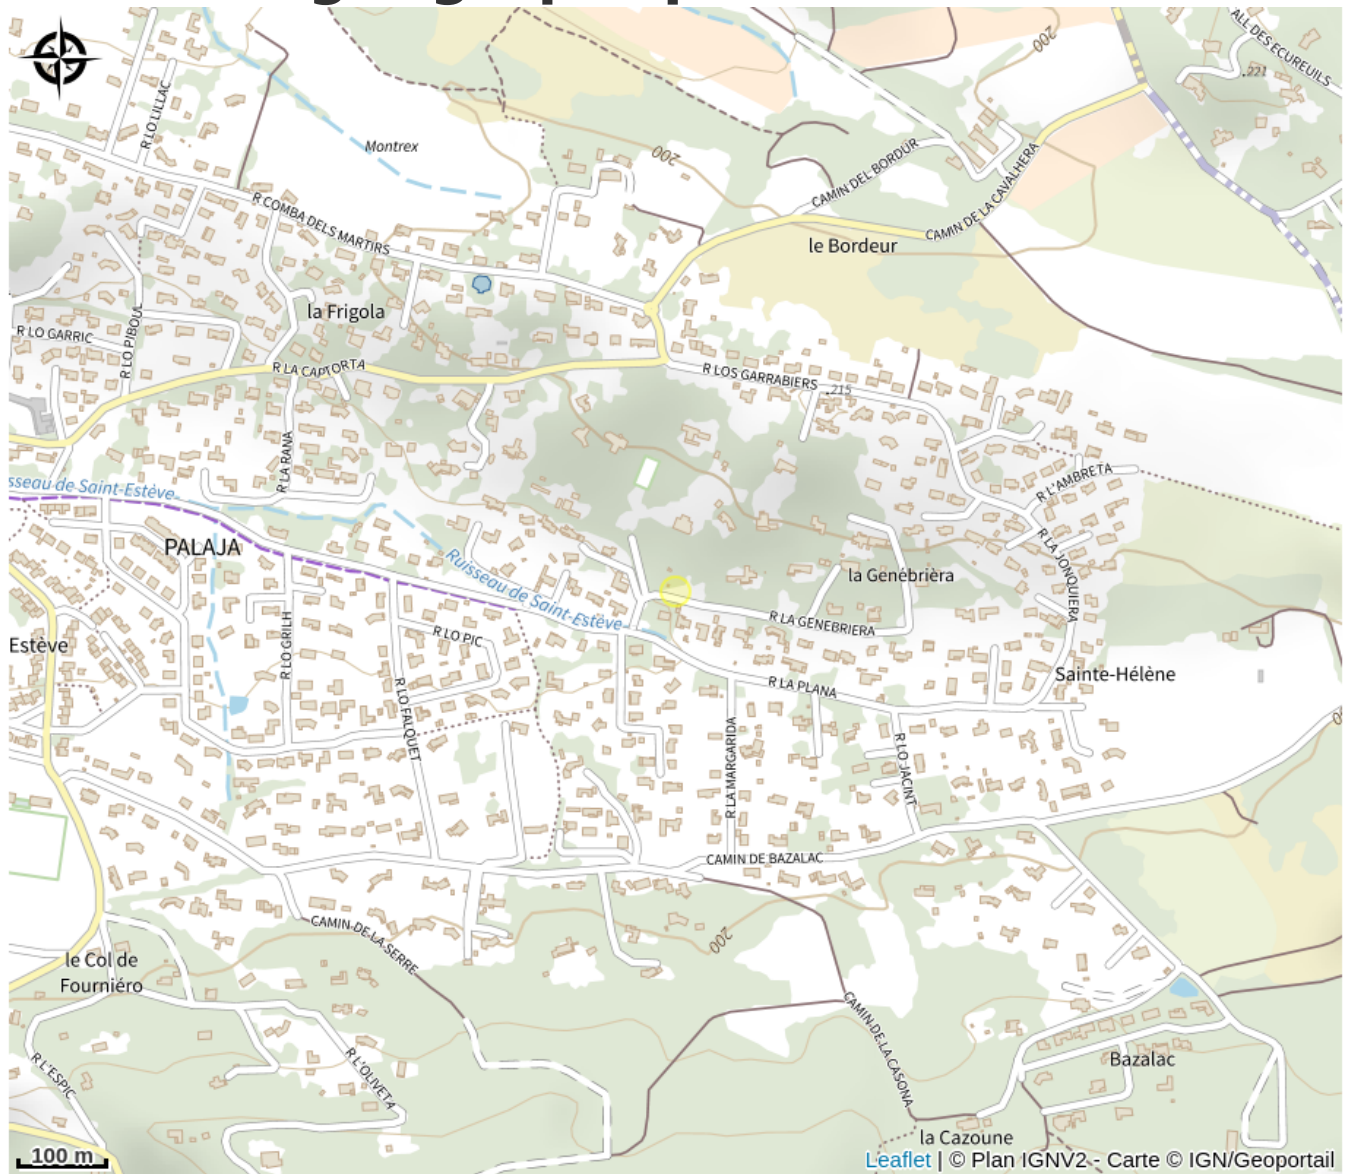 ALL DES ECUREUILS
200
.221
R LO LILLAC
Montrex
200
CAMIN DEL BORDUR
CAMIN DE LA CAVALHERA
R COMBA DELS MARTIRS
le Bordeur
la Frigola
R LO GARRIC
R LO PIBOUL
R LA CAPTORTA
R LOS GARRABIERS
.215
R LA RANA
R L'AMBRETA
sseau de Saint-Estève
PALAJA
R LA JONQUIERA
Ruisseau de Saint-Estève
la Genébrièra
R LO GRILH
R LO PIC
R LA GENEBRIERA
Estève
R LA PLANA
Sainte-Hélène
R LO FALQUET
R LA MARGARIDA
R LO JACINT
CAMIN DE BAZALAC
CAMIN-DE-LA-SERRE
200
le Col de
Fourniéro
CAMIN-DE-LA-CASONA
R L'ESPIC
R L'OLIVETA
Bazalac
la Cazoune
100 m
Leaflet | © Plan IGNV2 - Carte © IGN/Geoportail